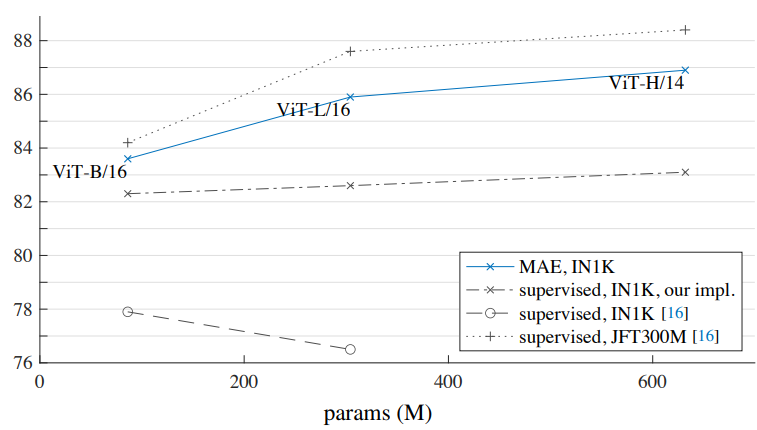 88
86
84
82
80
78
76
0
200
400
600
params (M)
ViT-B/16
ViT-L/16
ViT-H/14
MAE, IN1K
supervised, IN1K, our impl.
supervised, IN1K [16]
supervised, JFT300M [16]